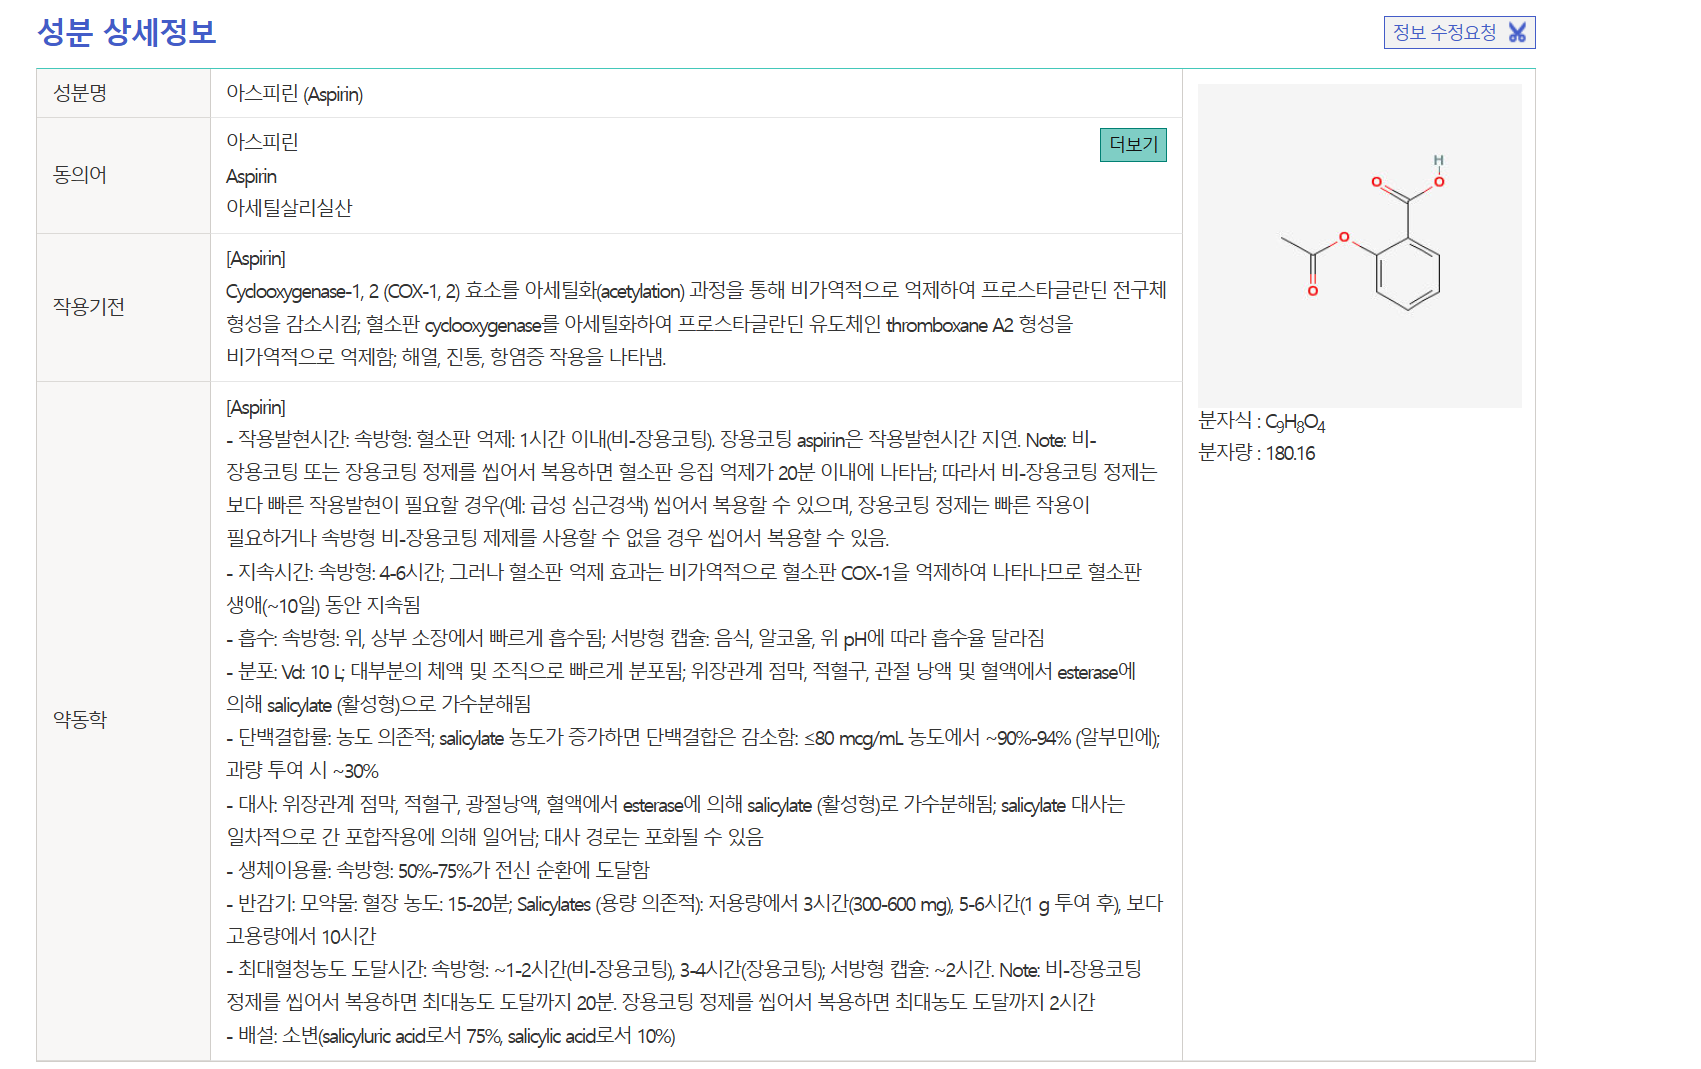 성분 상세정보
정보 수정요청
성분명
아스피린 (Aspirin)
동의어
아스피린
더보기
Aspirin
아세틸살리실산
작용기전
[Aspirin]
Cyclooxygenase-1, 2 (COX-1, 2) 효소를 아세틸화(acetylation) 과정을 통해 비가역적으로 억제하여 프로스타글란딘 전구체
형성을 감소시킴; 혈소판 cyclooxygenase를 아세틸화하여 프로스타글란딘 유도체인 thromboxane A2 형성을
비가역적으로 억제함; 해열, 진통, 항염증 작용을 나타냄.
약동학
[Aspirin]
- 작용발현시간: 속방형: 혈소판 억제: 1시간 이내(비-장용코팅). 장용코팅 aspirin은 작용발현시간 지연. Note: 비-
장용코팅 또는 장용코팅 정제를 씹어서 복용하면 혈소판 응집 억제가 20분 이내에 나타남; 따라서 비-장용코팅 정제는
보다 빠른 작용발현이 필요할 경우(예: 급성 심근경색) 씹어서 복용할 수 있으며, 장용코팅 정제는 빠른 작용이
필요하거나 속방형 비-장용코팅 제제를 사용할 수 없을 경우 씹어서 복용할 수 있음.
- 지속시간: 속방형: 4-6시간; 그러나 혈소판 억제 효과는 비가역적으로 혈소판 COX-1을 억제하여 나타나므로 혈소판
생애(~10일) 동안 지속됨
- 흡수: 속방형: 위, 상부 소장에서 빠르게 흡수됨; 서방형 캡슐: 음식, 알코올, 위 pH에 따라 흡수율 달라짐
- 분포: Vd: 10 L; 대부분의 체액 및 조직으로 빠르게 분포됨; 위장관계 점막, 적혈구, 관절 낭액 및 혈액에서 esterase에
의해 salicylate (활성형)으로 가수분해됨
- 단백결합률: 농도 의존적; salicylate 농도가 증가하면 단백결합은 감소함: ≤80 mcg/mL 농도에서 ~90%-94% (알부민에);
과량 투여 시 ~30%
- 대사: 위장관계 점막, 적혈구, 괄절낭액, 혈액에서 esterase에 의해 salicylate (활성형)로 가수분해됨; salicylate 대사는
일차적으로 간 포합작용에 의해 일어남; 대사 경로는 포화될 수 있음
- 생체이용률: 속방형: 50%-75%가 전신 순환에 도달함
- 반감기: 모약물: 혈장 농도: 15-20분; Salicylates (용량 의존적): 저용량에서 3시간(300-600 mg), 5-6시간(1 g 투여 후), 보다
고용량에서 10시간
- 최대혈청농도 도달시간: 속방형: ~1-2시간(비-장용코팅), 3-4시간(장용코팅); 서방형 캡슐: ~2시간. Note: 비-장용코팅
정제를 씹어서 복용하면 최대농도 도달까지 20분. 장용코팅 정제를 씹어서 복용하면 최대농도 도달까지 2시간
- 배설: 소변(salicyluric acid로서 75%, salicylic acid로서 10%)
H
O
O
O
O
분자식 : C9H8O4
분자량 : 180.16